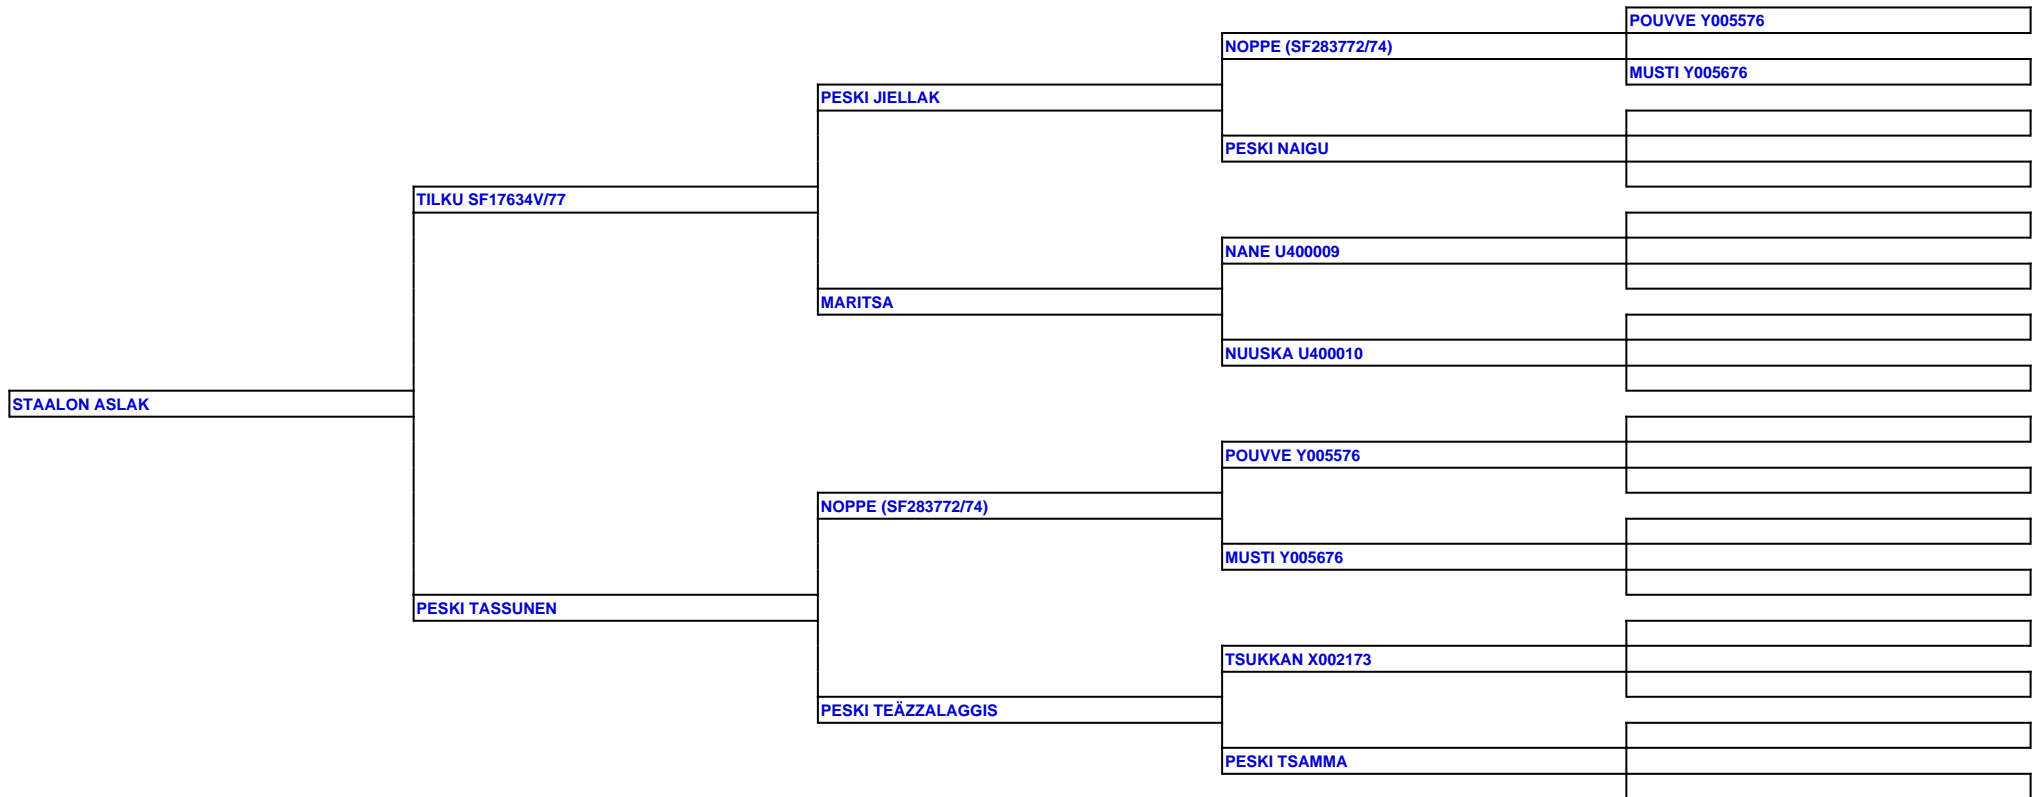 POUVVE Y005576
NOPPE (SF283772/74)
MUSTI Y005676
PESKI JIELLAK
PESKI NAIGU
TILKU SF17634V/77
NANE U400009
MARITSA
NUUSKA U400010
STAALON ASLAK
POUVVE Y005576
NOPPE (SF283772/74)
MUSTI Y005676
PESKI TASSUNEN
TSUKKAN X002173
PESKI TEÄZZALAGGIS
PESKI TSAMMA